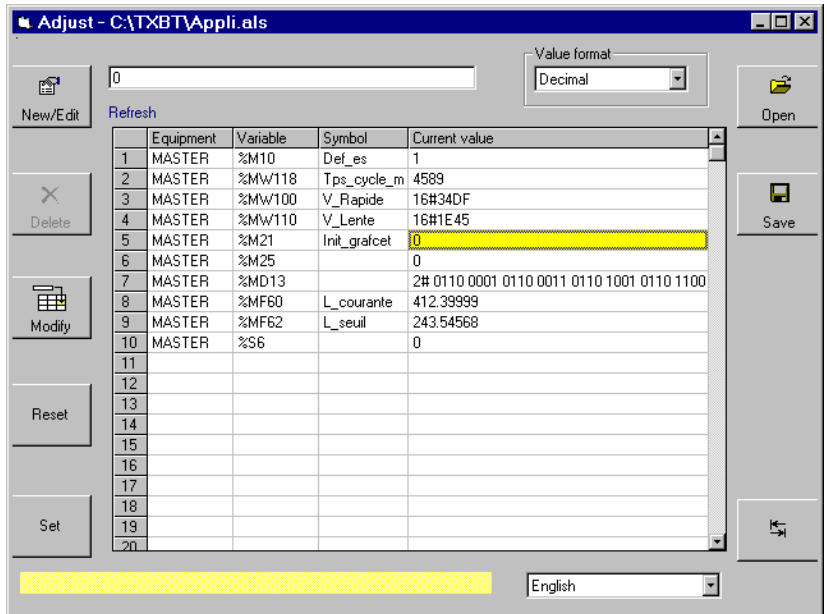 Adjust - C:\TXBT\Appli.als
Value format
0
Decimal
New/Edit
Open
Refresh
Equipment Variable Symbol Current value
1 MASTER %M10 Def_es 1
2 MASTER %MW118 Tps_cycle_m 4589
3 MASTER %MW100 V_Rapide 16#34DF
4 MASTER %MW110 V_Lente 16#1E45
5 MASTER %M21 Init_grafcet 0
6 MASTER %M25 0
7 MASTER %MD13 2# 0110 0001 0110 0011 0110 1001 0110 1100
8 MASTER %MF60 L_courante 412.39999
9 MASTER %MF62 L_seuil 243.54568
10 MASTER %S6 0
11
12
13
14
15
16
17
18
19
20
Delete
Save
Modify
Reset
Set
English